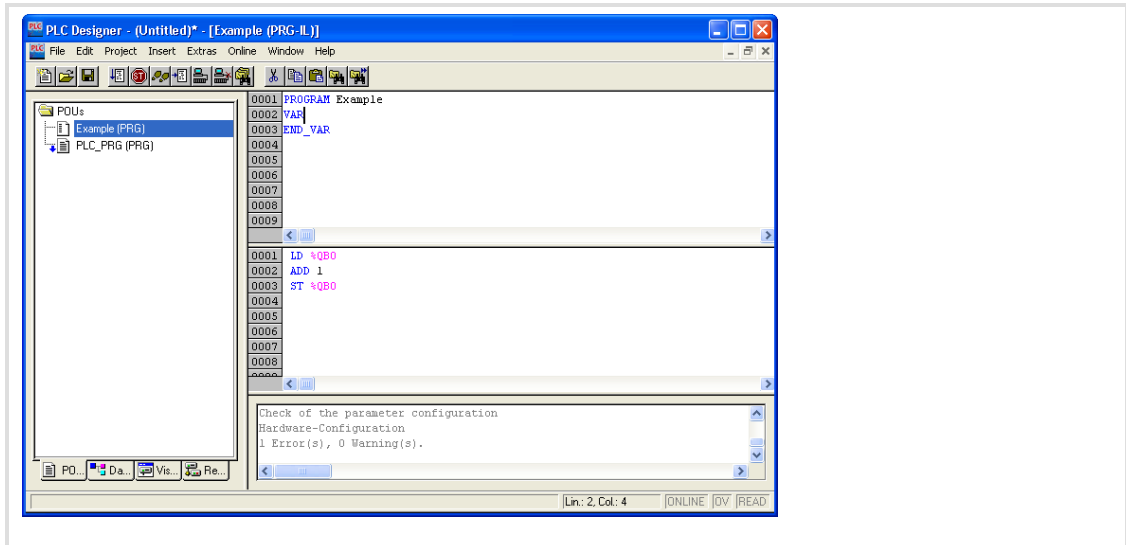 PLC Designer - (Untitled)* - [Example (PRG-IL)]
File Edit Project Insert Extras Online Window Help
POUs
Example (PRG)
PLC_PRG (PRG)
0001 PROGRAM Example
0002 VAR
0003 END_VAR
0004
0005
0006
0007
0008
0009
0001 LD %QB0
0002 ADD 1
0003 ST %QB0
0004
0005
0006
0007
0008
Check of the parameter configuration
Hardware-Configuration
1 Error(s), 0 Warning(s).
PO... Da... Vis... Re...
Lin.: 2, Col.: 4 ONLINE OV READ